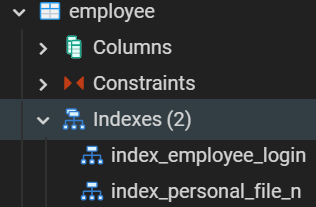 employee
Columns
Constraints
Indexes (2)
index_employee_login
index_personal_file_n